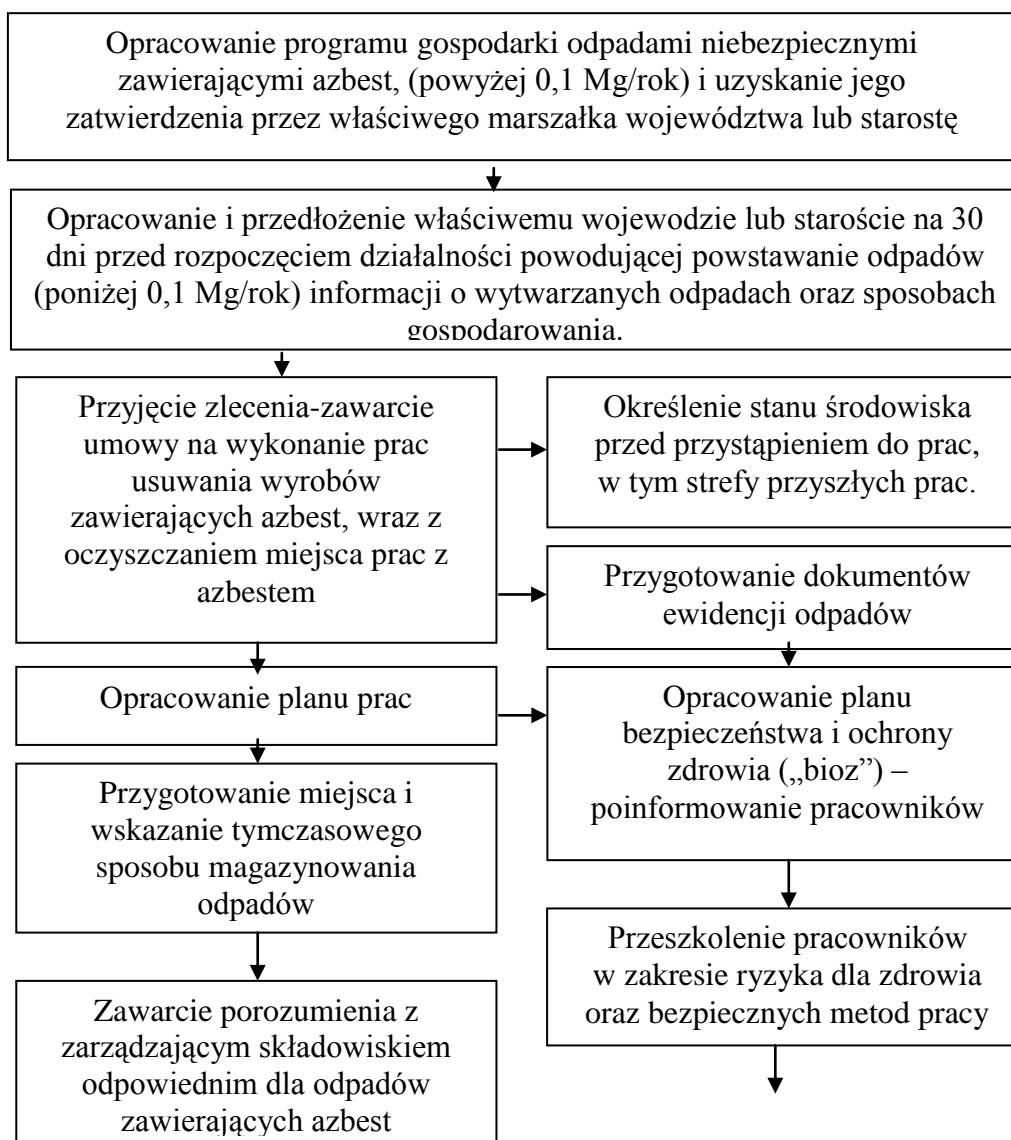 Opracowanie programu gospodarki odpadami niebezpiecznymi
zawierającymi azbest, (powyżej 0,1 Mg/rok) i uzyskanie jego
zatwierdzenia przez właściwego marszałka województwa lub starostę
Opracowanie i przedłożenie właściwemu wojewodzie lub staroście na 30
dni przed rozpoczęciem działalności powodującej powstawanie odpadów
(poniżej 0,1 Mg/rok) informacji o wytwarzanych odpadach oraz sposobach
gospodarowania.
Przyjęcie zlecenia-zawarcie
umowy na wykonanie prac
usuwania wyrobów
zawierających azbest, wraz z
oczyszczaniem miejsca prac z
azbestem
Określenie stanu środowiska
przed przystąpieniem do prac,
w tym strefy przyszłych prac.
Przygotowanie dokumentów
ewidencji odpadów
Opracowanie planu prac
Opracowanie planu
bezpieczeństwa i ochrony
zdrowia („bioz”) –
poinformowanie pracowników
Przygotowanie miejsca i
wskazanie tymczasowego
sposobu magazynowania
odpadów
Przeszkolenie pracowników
w zakresie ryzyka dla zdrowia
oraz bezpiecznych metod pracy
Zawarcie porozumienia z
zarządzającym składowiskiem
odpowiednim dla odpadów
zawierających azbest